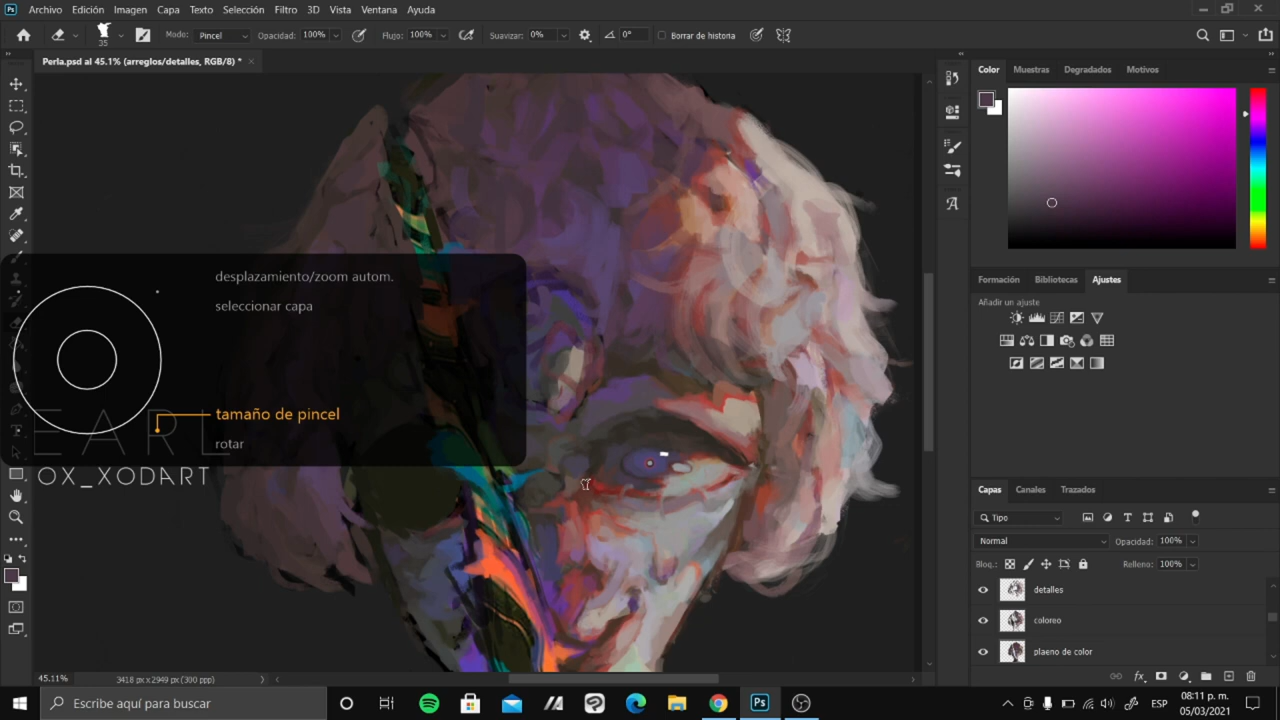 Ps Archivo Edición Imagen Capa Texto Selección Filtro 3D Vista Ventana Ayuda
35 Modo: Pincel Opacidad: 100% Flujo: 100% Suavizar: 0% 0° Borrar de historia
Perla.psd al 45.1% (arreglos/detalles, RGB/8) *
Color Muestras Degradados Motivos
desplazamiento/zoom autom.
seleccionar capa
tamaño de pincel
rotar
EARL
OX_XODART
Formación Bibliotecas Ajustes
Añadir un ajuste
Capas Canales Trazados
Tipo
Normal Opacidad: 100%
Bloq.: Relleno: 100%
detalles
coloreo
plaeno de color
45.11% 3418 px x 2949 px (300 ppp)
Escribe aquí para buscar
Ps
ESP
08:11 p. m.
05/03/2021